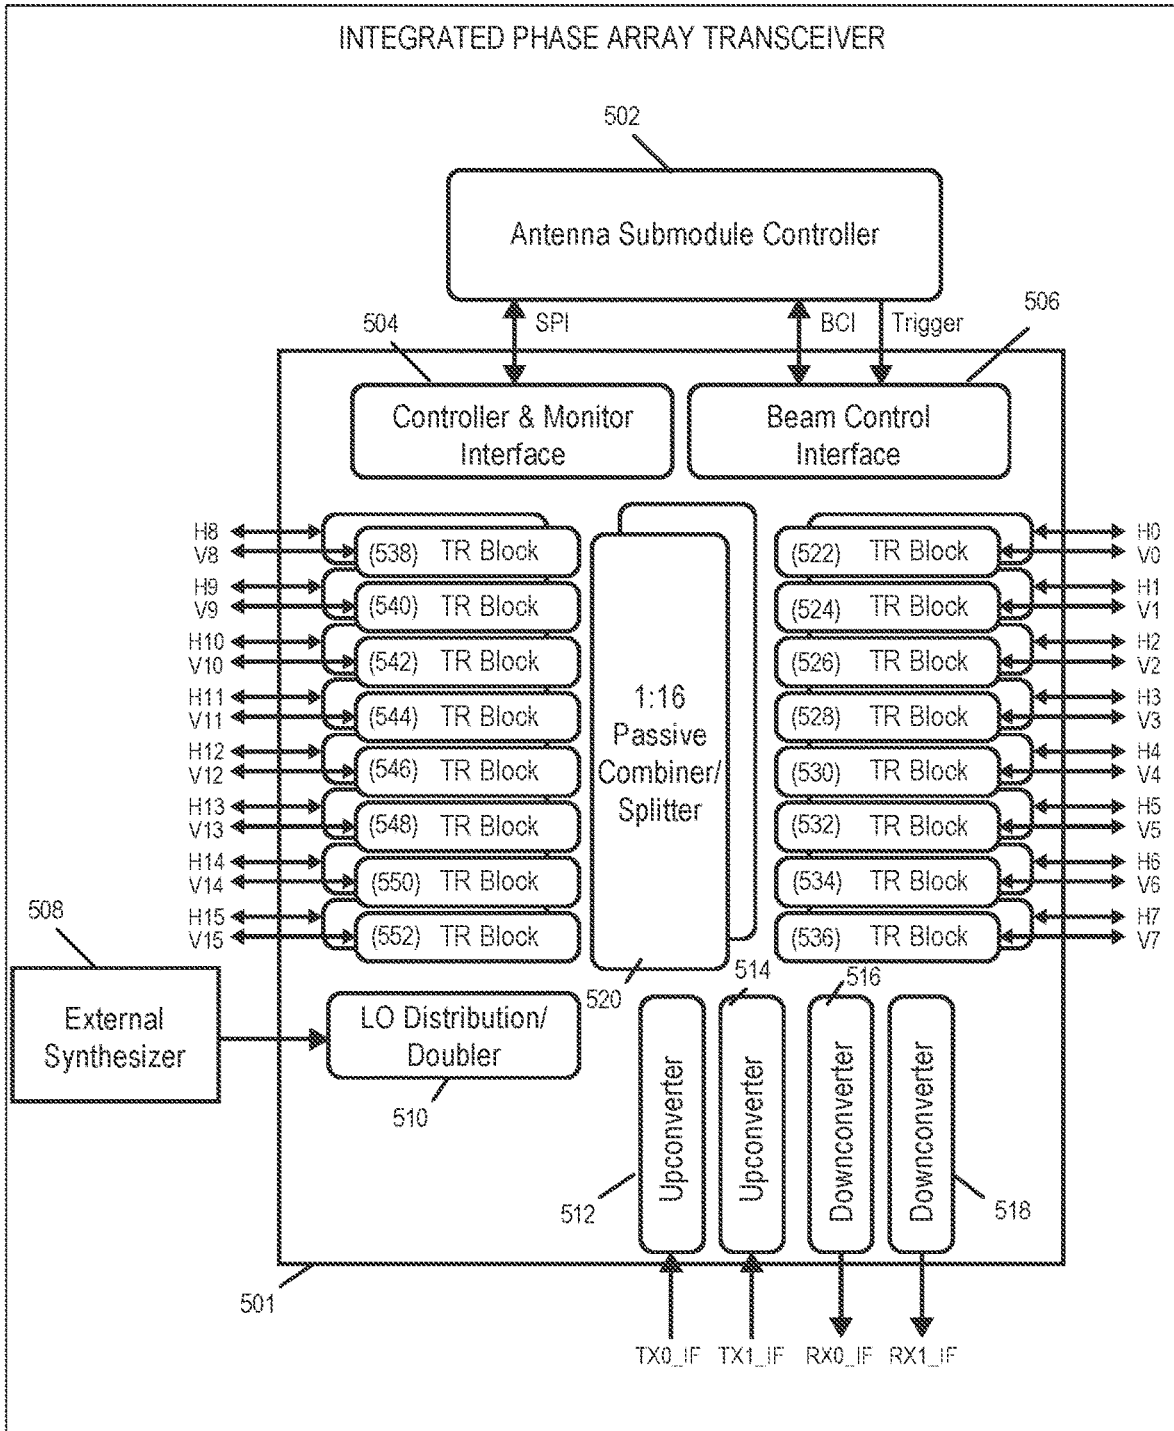 INTEGRATED PHASE ARRAY TRANSCEIVER
502
Antenna Submodule Controller
504
SPI
BCI
Trigger
506
Controller & Monitor
Interface
Beam Control
Interface
H8
V8
(538) TR Block
H9
V9
(540) TR Block
H10
V10
(542) TR Block
H11
V11
(544) TR Block
H12
V12
(546) TR Block
H13
V13
(548) TR Block
H14
V14
(550) TR Block
H15
V15
(552) TR Block
1:16
Passive
Combiner/
Splitter
520
(522) TR Block
H0
V0
(524) TR Block
H1
V1
(526) TR Block
H2
V2
(528) TR Block
H3
V3
(530) TR Block
H4
V4
(532) TR Block
H5
V5
(534) TR Block
H6
V6
(536) TR Block
H7
V7
508
External
Synthesizer
LO Distribution/
Doubler
510
514
516
Upconverter
Upconverter
Downconverter
Downconverter
512
518
501
TX0_IF
TX1_IF
RX0_IF
RX1_IF